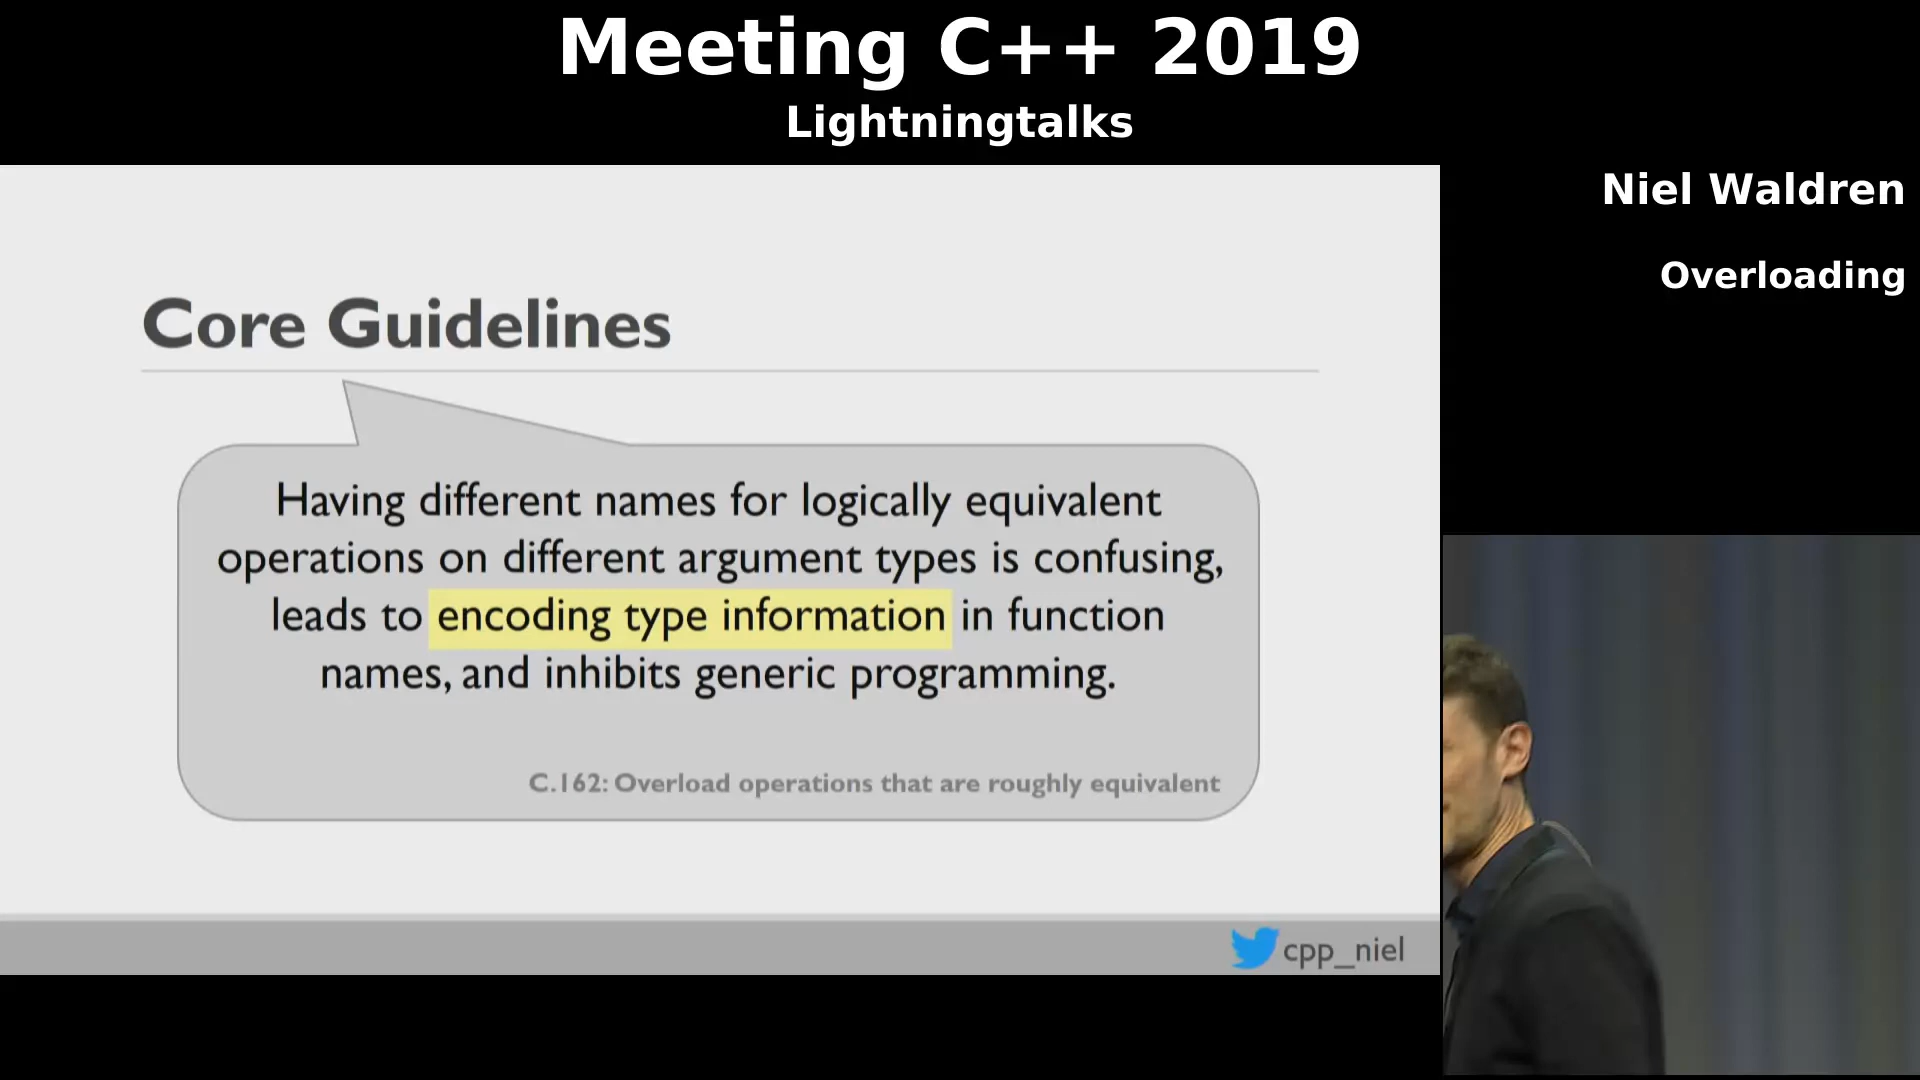 Meeting C++ 2019
Lightningtalks
Niel Waldren
Overloading
Core Guidelines
Having different names for logically equivalent
operations on different argument types is confusing,
leads to encoding type information in function
names, and inhibits generic programming.
C.162: Overload operations that are roughly equivalent
cpp_niel